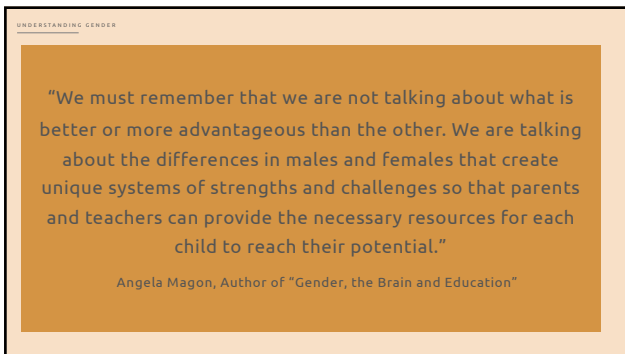 UNDERSTANDING GENDER
“We must remember that we are not talking about what is
better or more advantageous than the other. We are talking
about the differences in males and females that create
unique systems of strengths and challenges so that parents
and teachers can provide the necessary resources for each
child to reach their potential.”
Angela Magon, Author of “Gender, the Brain and Education”